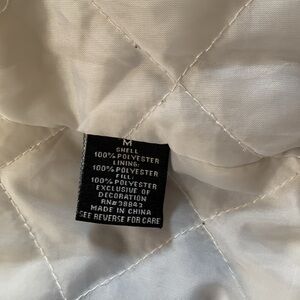 M
SHELL
100% POLYESTER
LINING:
100% POLYESTER
FILL:
100% POLYESTER
EXCLUSIVE OF
DECORATION
RN#38843
MADE IN CHINA
SEE REVERSE FOR CARE